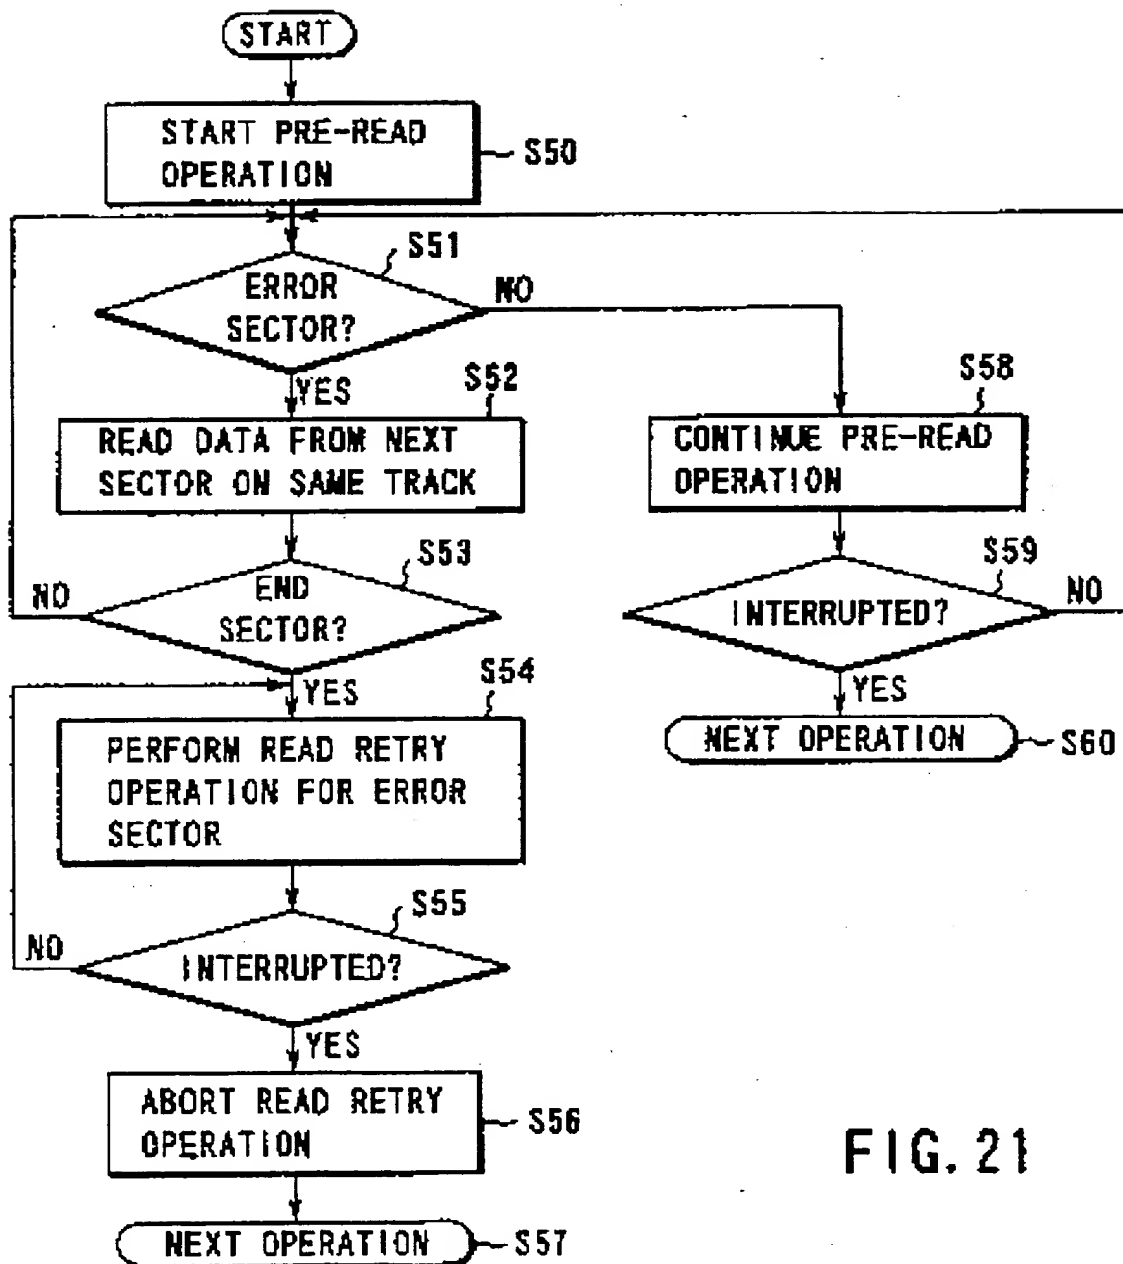 START
START PRE-READ
OPERATION
S50
S51
ERROR
SECTOR?
NO
YES
S52
READ DATA FROM NEXT
SECTOR ON SAME TRACK
S53
END
SECTOR?
NO
YES
S54
PERFORM READ RETRY
OPERATION FOR ERROR
SECTOR
S55
INTERRUPTED?
NO
YES
ABORT READ RETRY
OPERATION
S56
NEXT OPERATION
S57
S58
CONTINUE PRE-READ
OPERATION
S59
INTERRUPTED?
NO
YES
NEXT OPERATION
S60
FIG. 21